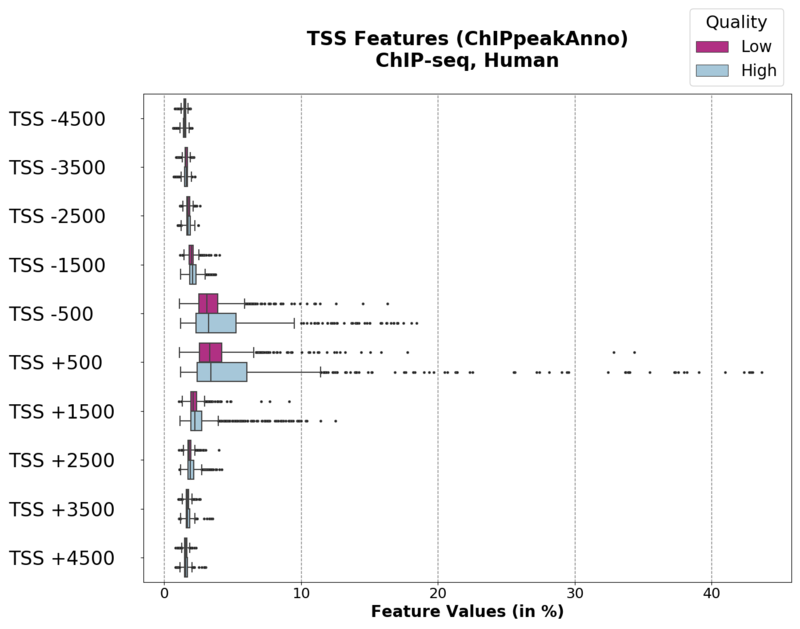 TSS Features (ChIPpeakAnno)
ChIP-seq, Human
Quality
Low
High
TSS -4500
TSS -3500
TSS -2500
TSS -1500
TSS -500
TSS +500
TSS +1500
TSS +2500
TSS +3500
TSS +4500
0 10 20 30 40
Feature Values (in %)